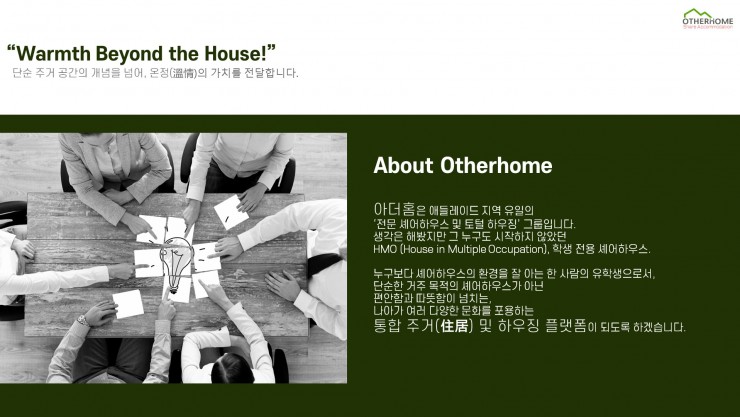 OTHERHOME
Share Accommodation
“Warmth Beyond the House!”
단순 주거 공간의 개념을 넘어, 온정(溫情)의 가치를 전달합니다.
About Otherhome
아더홈은 애들레이드 지역 유일의
‘전문 셰어하우스 및 토털 하우징’ 그룹입니다.
생각은 해봤지만 그 누구도 시작하지 않았던
HMO (House in Multiple Occupation), 학생 전용 셰어하우스.
누구보다 셰어하우스의 환경을 잘 아는 한 사람의 유학생으로서,
단순한 거주 목적의 셰어하우스가 아닌
편안함과 따뜻함이 넘치는,
나아가 여러 다양한 문화를 포용하는
통합 주거(住居) 및 하우징 플랫폼이 되도록 하겠습니다.